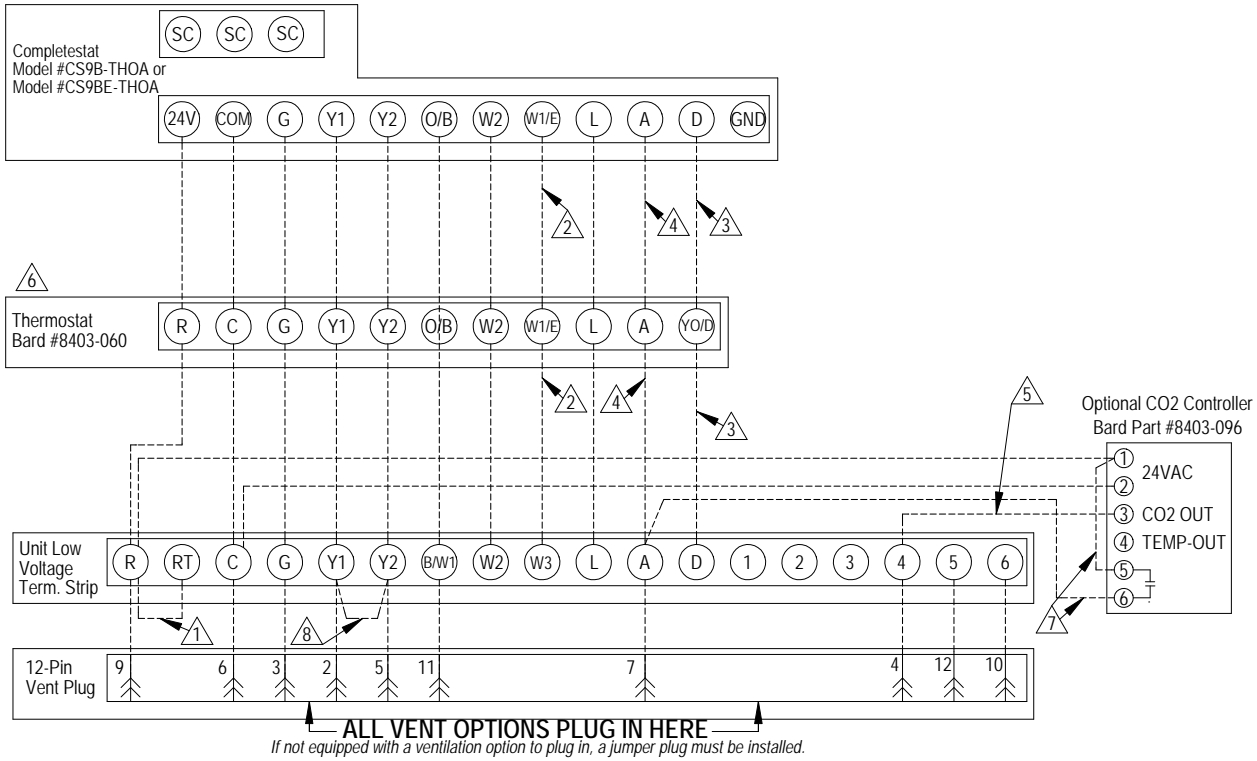 SC SC SC
Completestat
Model #CS9B-THOA or
Model #CS9BE-THOA
24V COM G Y1 Y2 O/B W2 W1/E L A D GND
2 4 3
6
Thermostat
Bard #8403-060
R C G Y1 Y2 O/B W2 W1/E L A YO/D
2 4 3
5
Optional CO2 Controller
Bard Part #8403-096
1
24VAC
2
3 CO2 OUT
4 TEMP-OUT
5
6
7
Unit Low
Voltage
Term. Strip
R RT C G Y1 Y2 B/W1 W2 W3 L A D 1 2 3 4 5 6
1 8
12-Pin
Vent Plug
9 6 3 2 5 11 7 4 12 10
ALL VENT OPTIONS PLUG IN HERE
If not equipped with a ventilation option to plug in, a jumper plug must be installed.